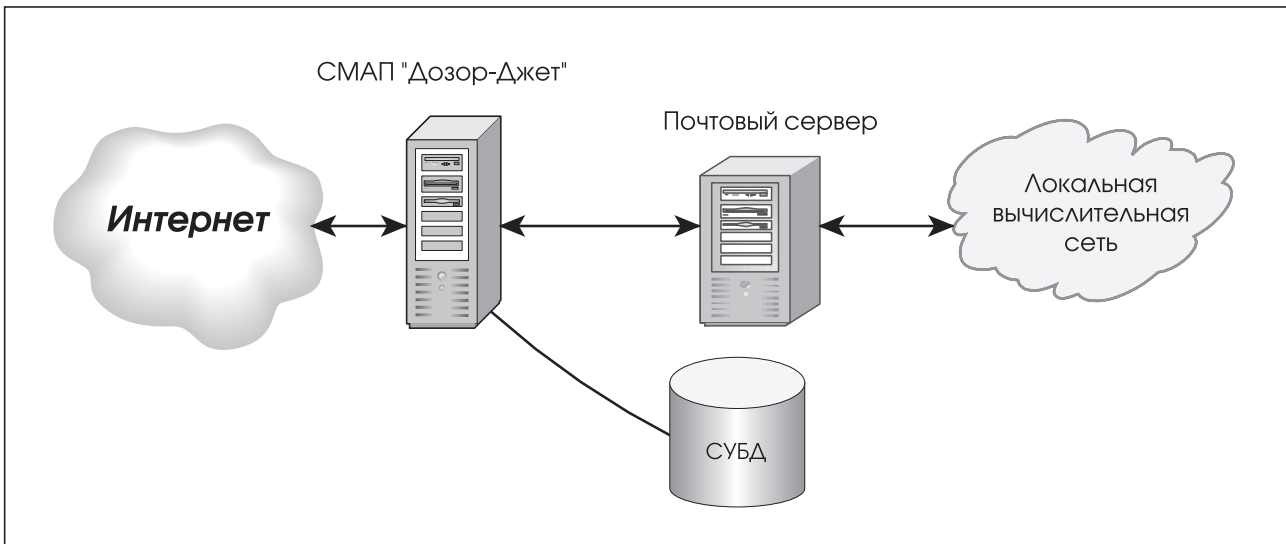 СМАП "Дозор-Джет"
Почтовый сервер
Интернет
Локальная
вычислительная
сеть
СУБД